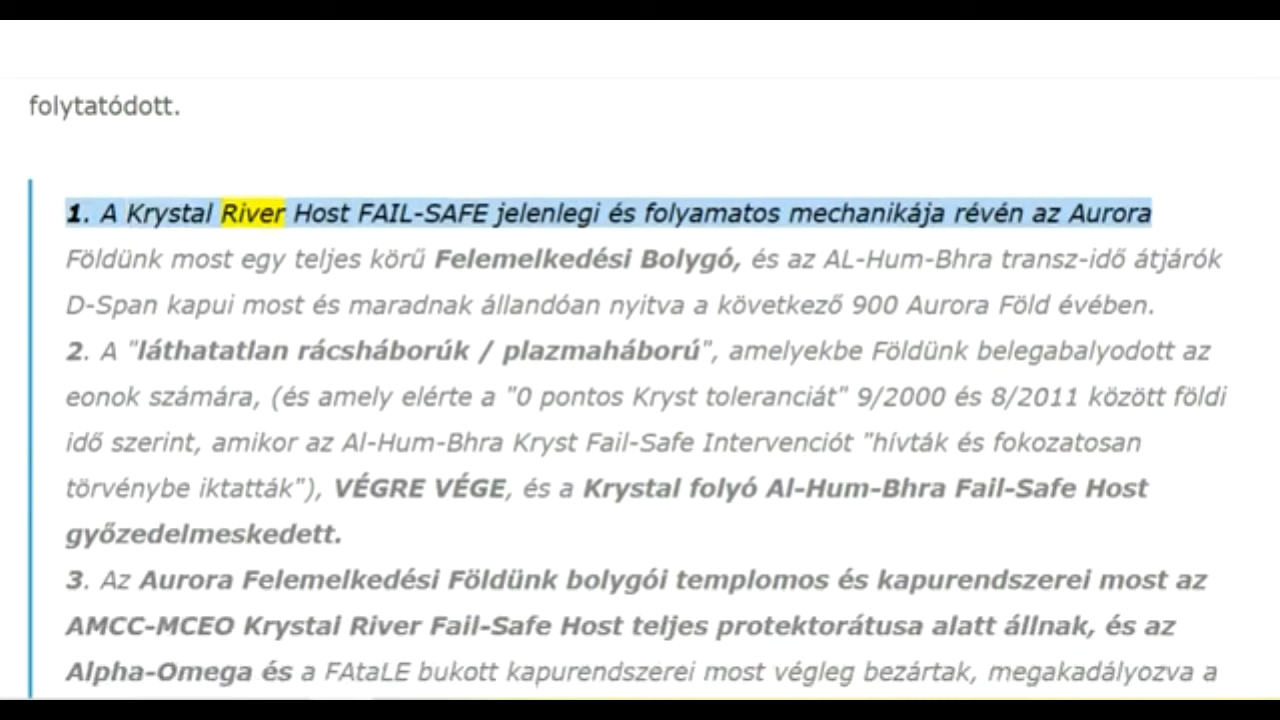 folytatódott.
1. A Krystal River Host FAIL-SAFE jelenlegi és folyamatos mechanikája révén az Aurora
Földünk most egy teljes körű Felemelkedési Bolygó, és az AL-Hum-Bhra transz-idő átjárók
D-Span kapui most és maradnak állandóan nyitva a következő 900 Aurora Föld évében.
2. A "láthatatlan rácsháborúk / plazmaháború", amelyekbe Földünk belegabalyodott az
eonok számára, (és amely elérte a "0 pontos Kryst toleranciát" 9/2000 és 8/2011 között földi
idő szerint, amikor az Al-Hum-Bhra Kryst Fail-Safe Intervenciót "hívták és fokozatosan
törvénybe iktatták"), VÉGRE VÉGE, és a Krystal folyó Al-Hum-Bhra Fail-Safe Host
győzedelmeskedett.
3. Az Aurora Felemelkedési Földünk bolygói templomos és kapurendszerei most az
AMCC-MCEO Krystal River Fail-Safe Host teljes protektorátusa alatt állnak, és az
Alpha-Omega és a FAtaLE bukott kapurendszerei most végleg bezártak, megakadályozva a